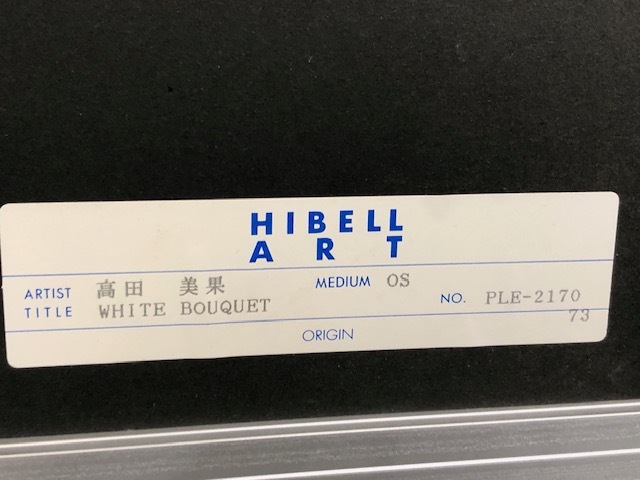 HIBELL
ART
ARTIST 高田 美果 MEDIUM OS
TITLE WHITE BOUQUET NO. PLE-2170
73
ORIGIN